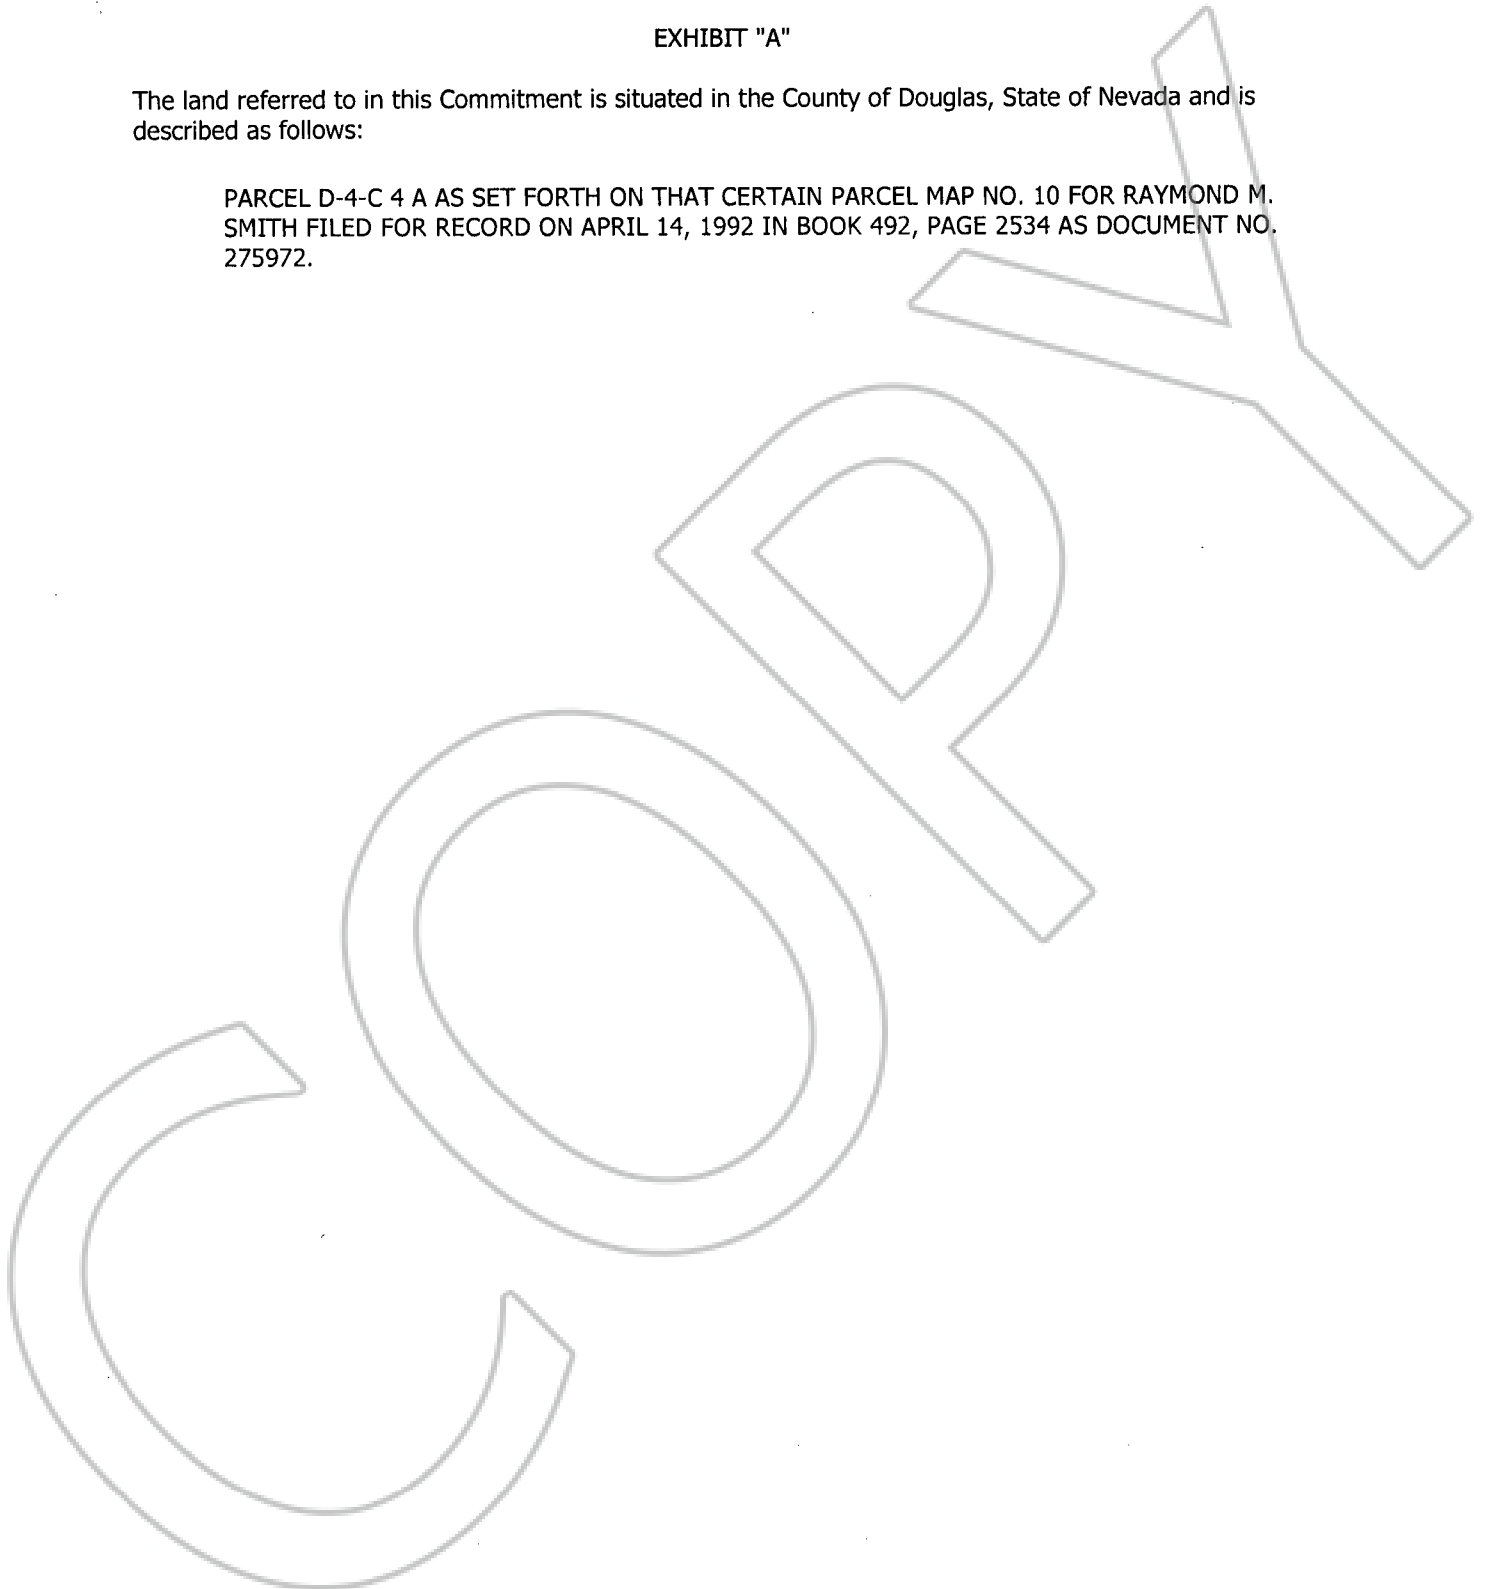 EXHIBIT "A"
The land referred to in this Commitment is situated in the County of Douglas, State of Nevada and is
described as follows:
PARCEL D-4-C 4 A AS SET FORTH ON THAT CERTAIN PARCEL MAP NO. 10 FOR RAYMOND M.
SMITH FILED FOR RECORD ON APRIL 14, 1992 IN BOOK 492, PAGE 2534 AS DOCUMENT NO.
275972.
COPY